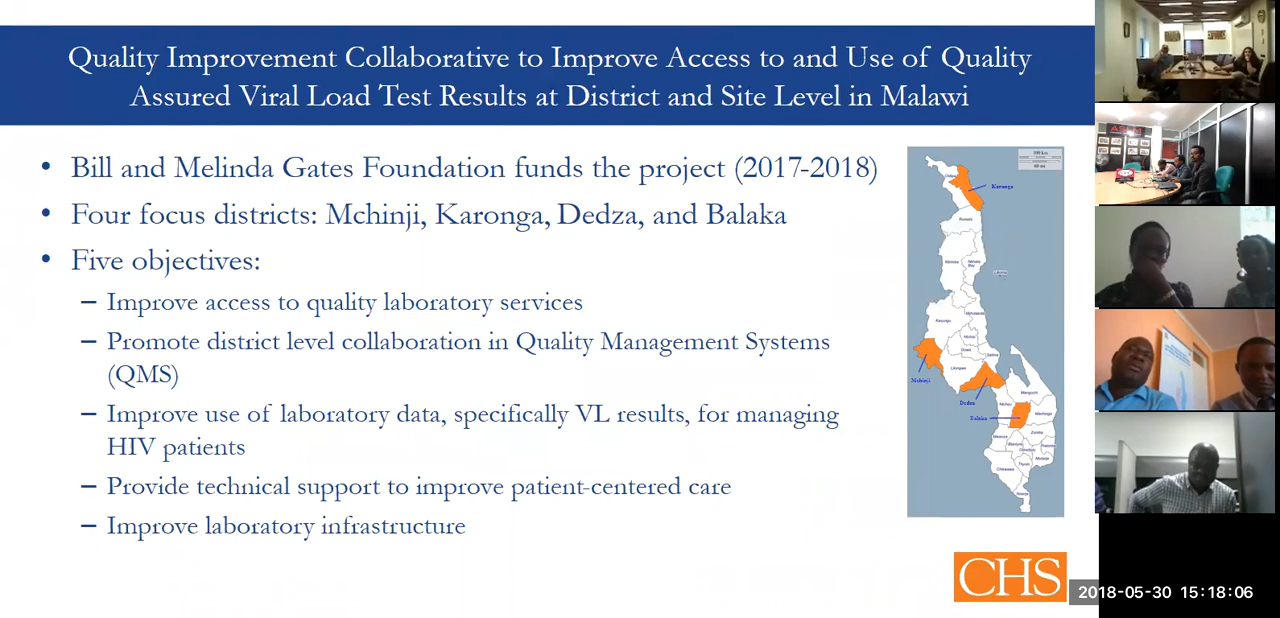 Quality Improvement Collaborative to Improve Access to and Use of Quality
Assured Viral Load Test Results at District and Site Level in Malawi
• Bill and Melinda Gates Foundation funds the project (2017-2018)
• Four focus districts: Mchinji, Karonga, Dedza, and Balaka
• Five objectives:
– Improve access to quality laboratory services
– Promote district level collaboration in Quality Management Systems
(QMS)
– Improve use of laboratory data, specifically VL results, for managing
HIV patients
– Provide technical support to improve patient-centered care
– Improve laboratory infrastructure
Karonga
Mchinji
Dedza
Balaka
CHS
2018-05-30 15:18:06